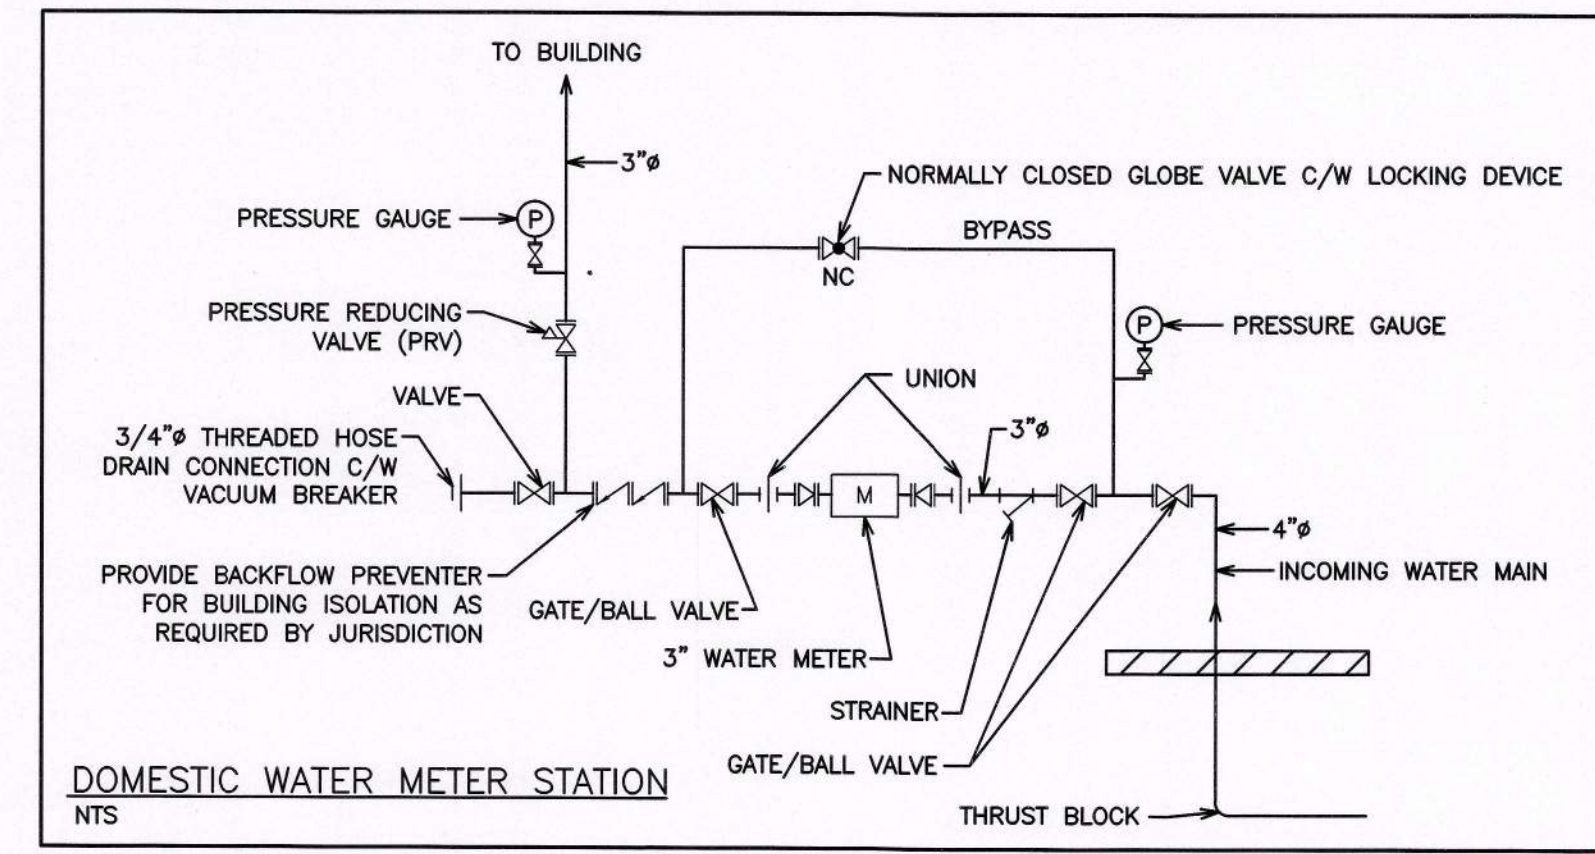 TO BUILDING
3"ø
NORMALLY CLOSED GLOBE VALVE C/W LOCKING DEVICE
PRESSURE GAUGE
P
BYPASS
NC
PRESSURE REDUCING
VALVE (PRV)
P
PRESSURE GAUGE
UNION
VALVE
3"ø
3/4"ø THREADED HOSE
DRAIN CONNECTION C/W
VACUUM BREAKER
M
4"ø
INCOMING WATER MAIN
PROVIDE BACKFLOW PREVENTER
FOR BUILDING ISOLATION AS
REQUIRED BY JURISDICTION
GATE/BALL VALVE
3" WATER METER
STRAINER
GATE/BALL VALVE
THRUST BLOCK
DOMESTIC WATER METER STATION
NTS